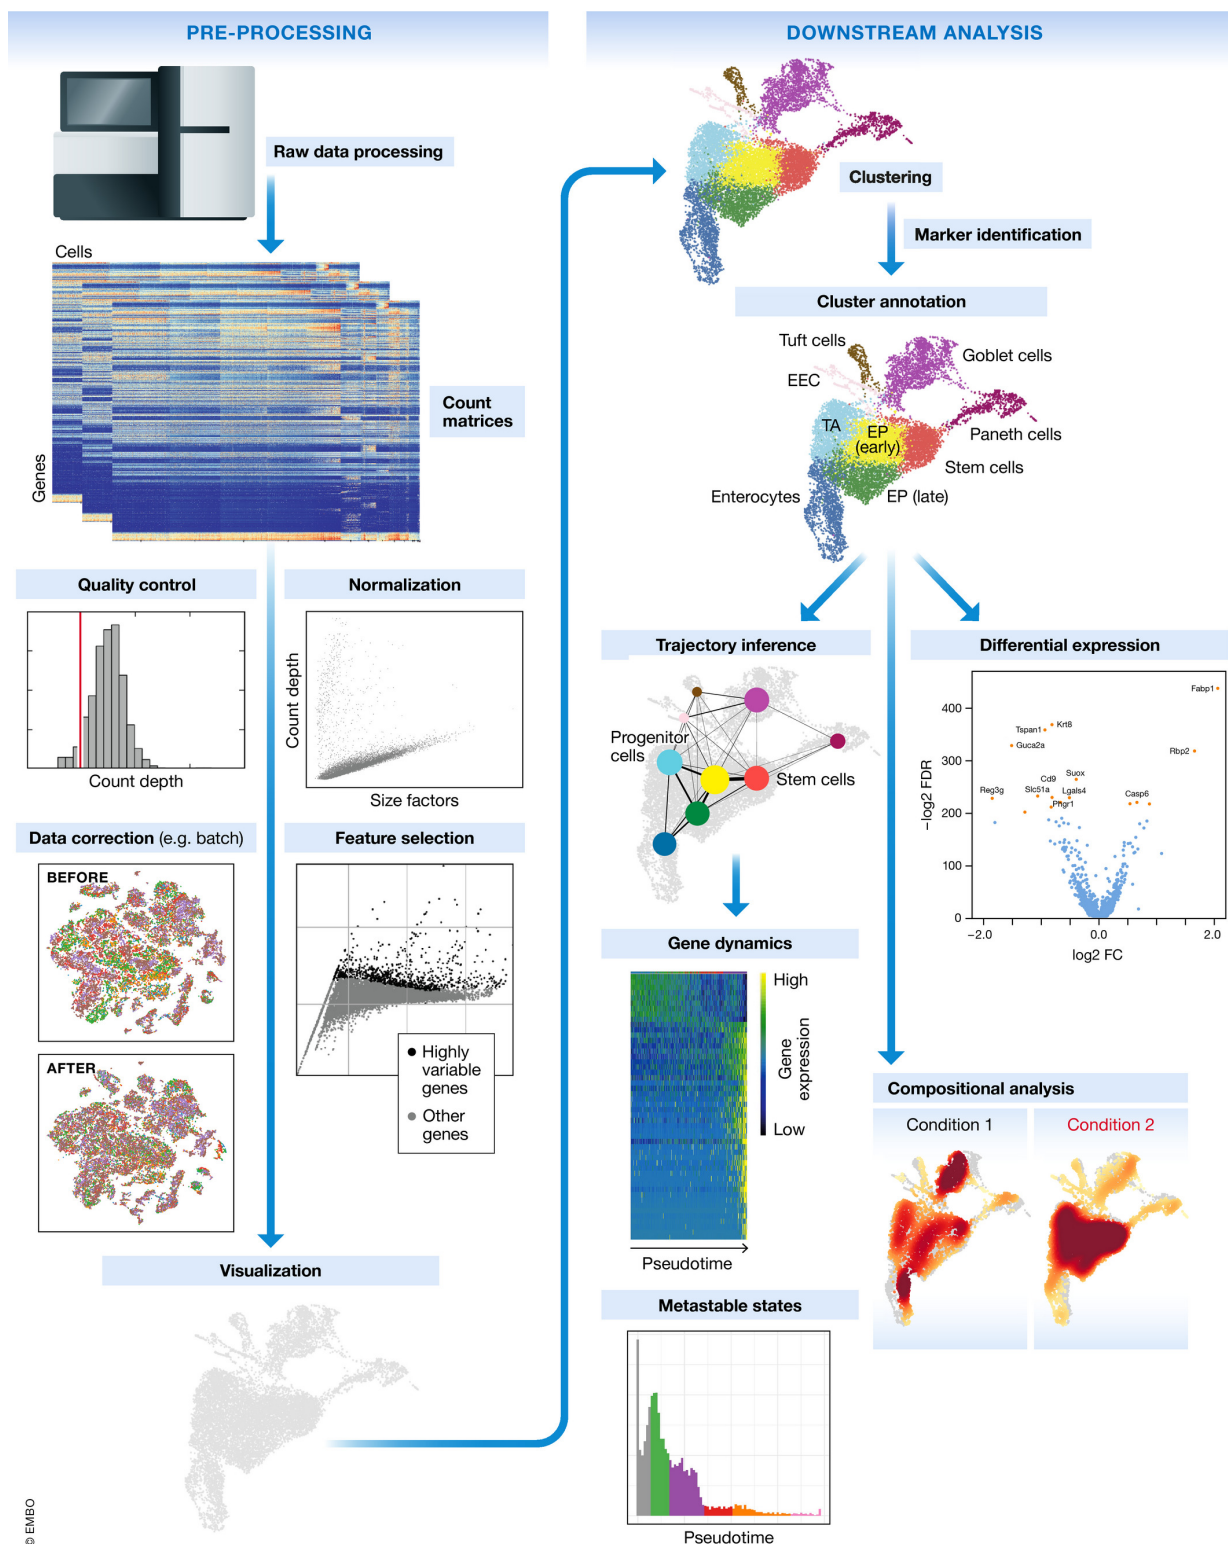 PRE-PROCESSING
Raw data processing
Cells
Genes
Count
matrices
Quality control
Count depth
Normalization
Count depth
Size factors
Data correction (e.g. batch)
BEFORE
AFTER
Feature selection
Highly
variable
genes
Other
genes
Visualization
© EMBO
DOWNSTREAM ANALYSIS
Clustering
Marker identification
Cluster annotation
Tuft cells
Goblet cells
EEC
TA
EP
(early)
Paneth cells
Stem cells
Enterocytes
EP (late)
Trajectory inference
Progenitor
cells
Stem cells
Gene dynamics
High
Gene
expression
Low
Pseudotime
Metastable states
Pseudotime
Differential expression
400
300
200
100
0
−log2 FDR
Fabp1
Krt8
Tspan1
Guca2a
Rbp2
Suox
Cd9
Slc51a
Lgals4
Reg3g
Phgr1
Casp6
−2.0
0.0
2.0
log2 FC
Compositional analysis
Condition 1
Condition 2